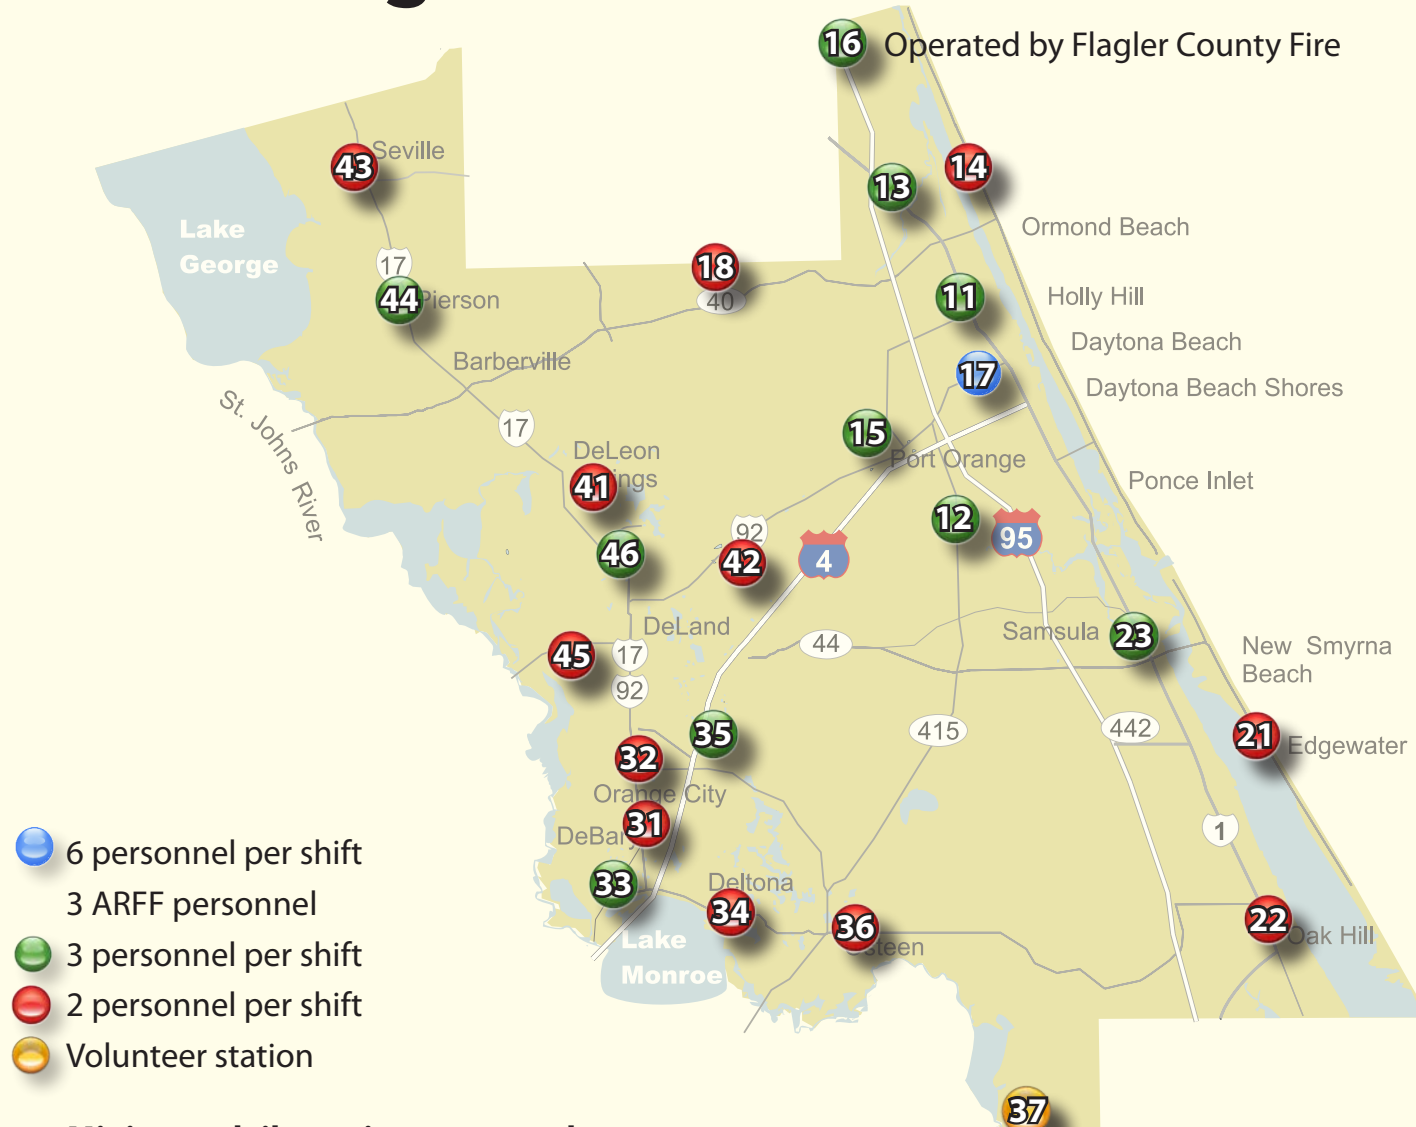 16 Operated by Flagler County Fire
43 Seville
14
13
Lake
George
Ormond Beach
17
18
40
44 Pierson
11
Holly Hill
Daytona Beach
Barberville
17
Daytona Beach Shores
St. Johns River
17
15
DeLeon
Port Orange
41
Ponce Inlet
12
92
95
46
42
4
DeLand
Samsula
23
44
New Smyrna
Beach
45
17
92
35
415
442
21 Edgewater
32
Orange City
31
DeBary
1
6 personnel per shift
33
Deltona
3 ARFF personnel
34
36
22
Oak Hill
Lake
Monroe
3 personnel per shift
2 personnel per shift
Volunteer station
37